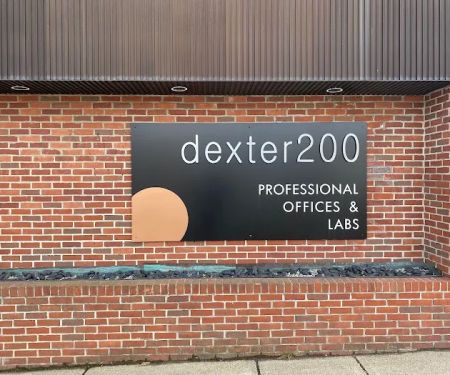 dexter200
PROFESSIONAL
OFFICES &
LABS